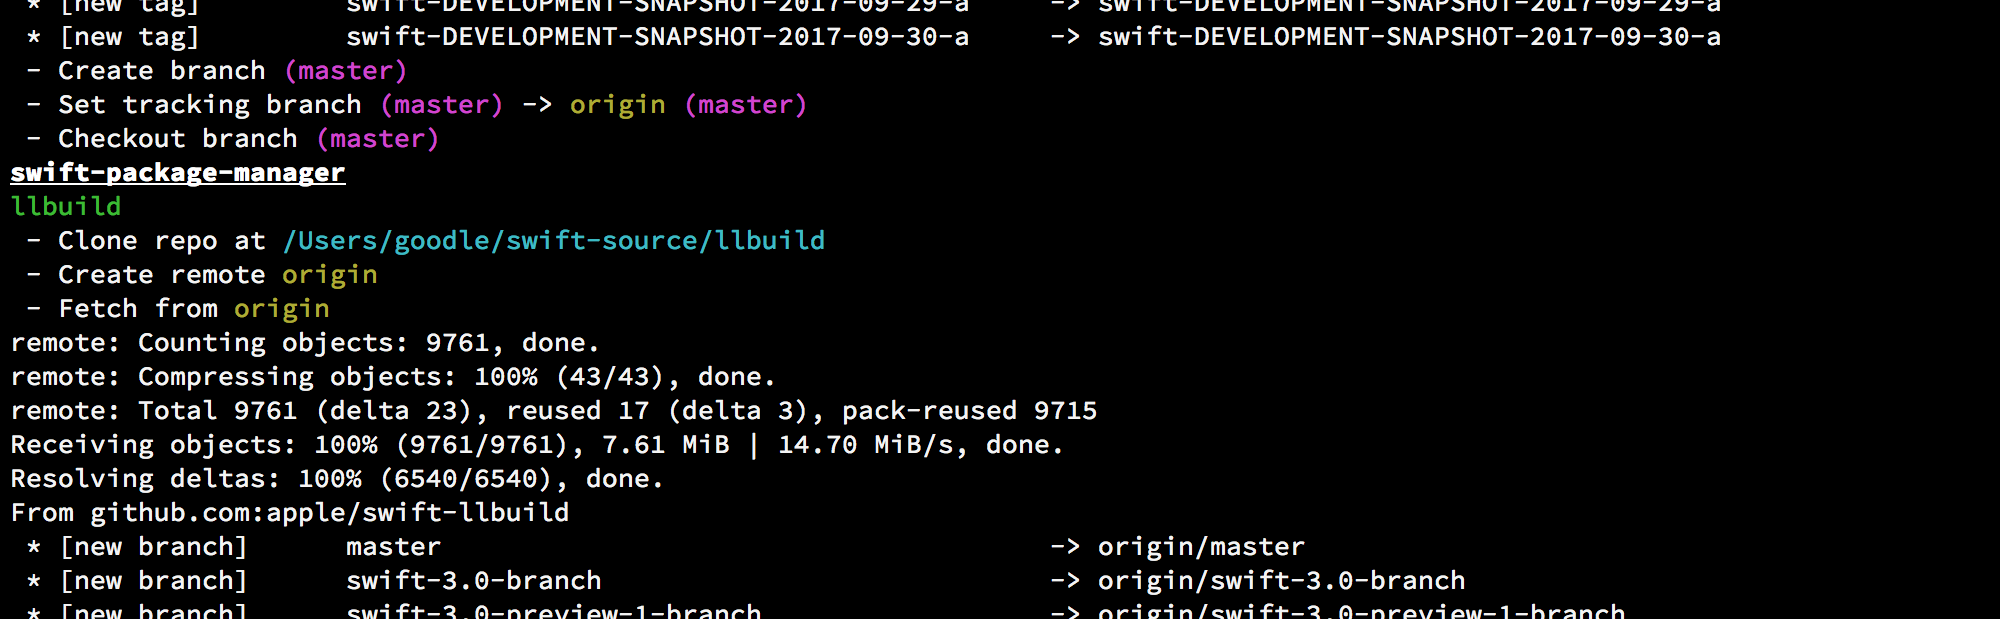 * [new tag] swift-DEVELOPMENT-SNAPSHOT-2017-09-29-a -> swift-DEVELOPMENT-SNAPSHOT-2017-09-29-a
* [new tag] swift-DEVELOPMENT-SNAPSHOT-2017-09-30-a -> swift-DEVELOPMENT-SNAPSHOT-2017-09-30-a
- Create branch (master)
- Set tracking branch (master) -> origin (master)
- Checkout branch (master)
swift-package-manager
llbuild
- Clone repo at /Users/goodle/swift-source/llbuild
- Create remote origin
- Fetch from origin
remote: Counting objects: 9761, done.
remote: Compressing objects: 100% (43/43), done.
remote: Total 9761 (delta 23), reused 17 (delta 3), pack-reused 9715
Receiving objects: 100% (9761/9761), 7.61 MiB | 14.70 MiB/s, done.
Resolving deltas: 100% (6540/6540), done.
From github.com:apple/swift-llbuild
* [new branch] master -> origin/master
* [new branch] swift-3.0-branch -> origin/swift-3.0-branch
* [new branch] swift-3.0-preview-1-branch -> origin/swift-3.0-preview-1-branch